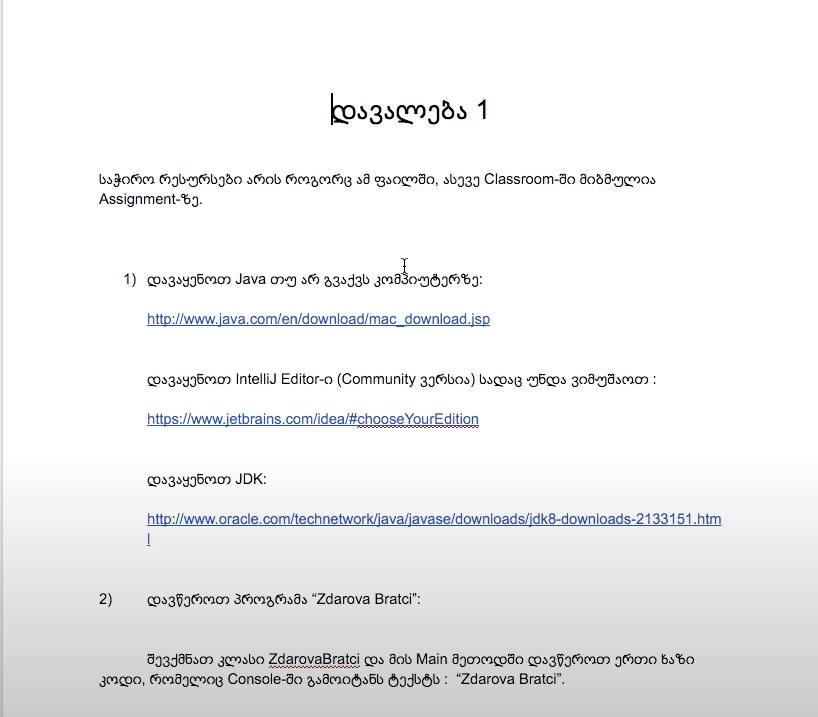 დავალება 1
საჭირო რესურსები არის როგორც ამ ფაილში, ასევე Classroom-ში მიბმულია
Assignment-ზე.
1) დავაყენოთ Java თუ არ გვაქვს კომპიუტერზე:
http://www.java.com/en/download/mac_download.jsp
დავაყენოთ IntelliJ Editor-ი (Community ვერსია) სადაც უნდა ვიმუშაოთ :
https://www.jetbrains.com/idea/#chooseYourEdition
დავაყენოთ JDK:
http://www.oracle.com/technetwork/java/javase/downloads/jdk8-downloads-2133151.htm
l
2) დავწეროთ პროგრამა “Zdarova Bratci”:
შევქმნათ კლასი ZdarovaBratci და მის Main მეთოდში დავწეროთ ერთი ხაზი
კოდი, რომელიც Console-ში გამოიტანს ტექსტს : “Zdarova Bratci”.